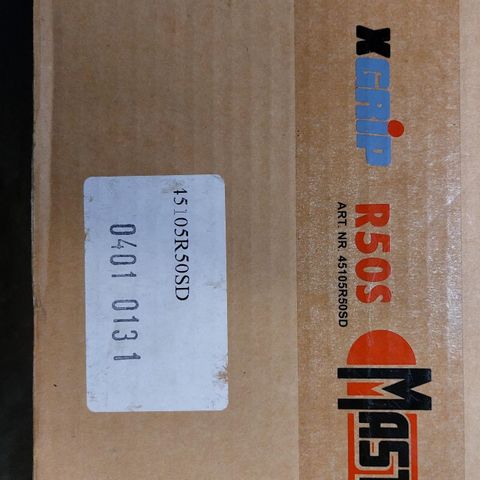 XGRIP R50S
ART. NR. 45105R50SD
MAST
45105R50SD
0401 0131